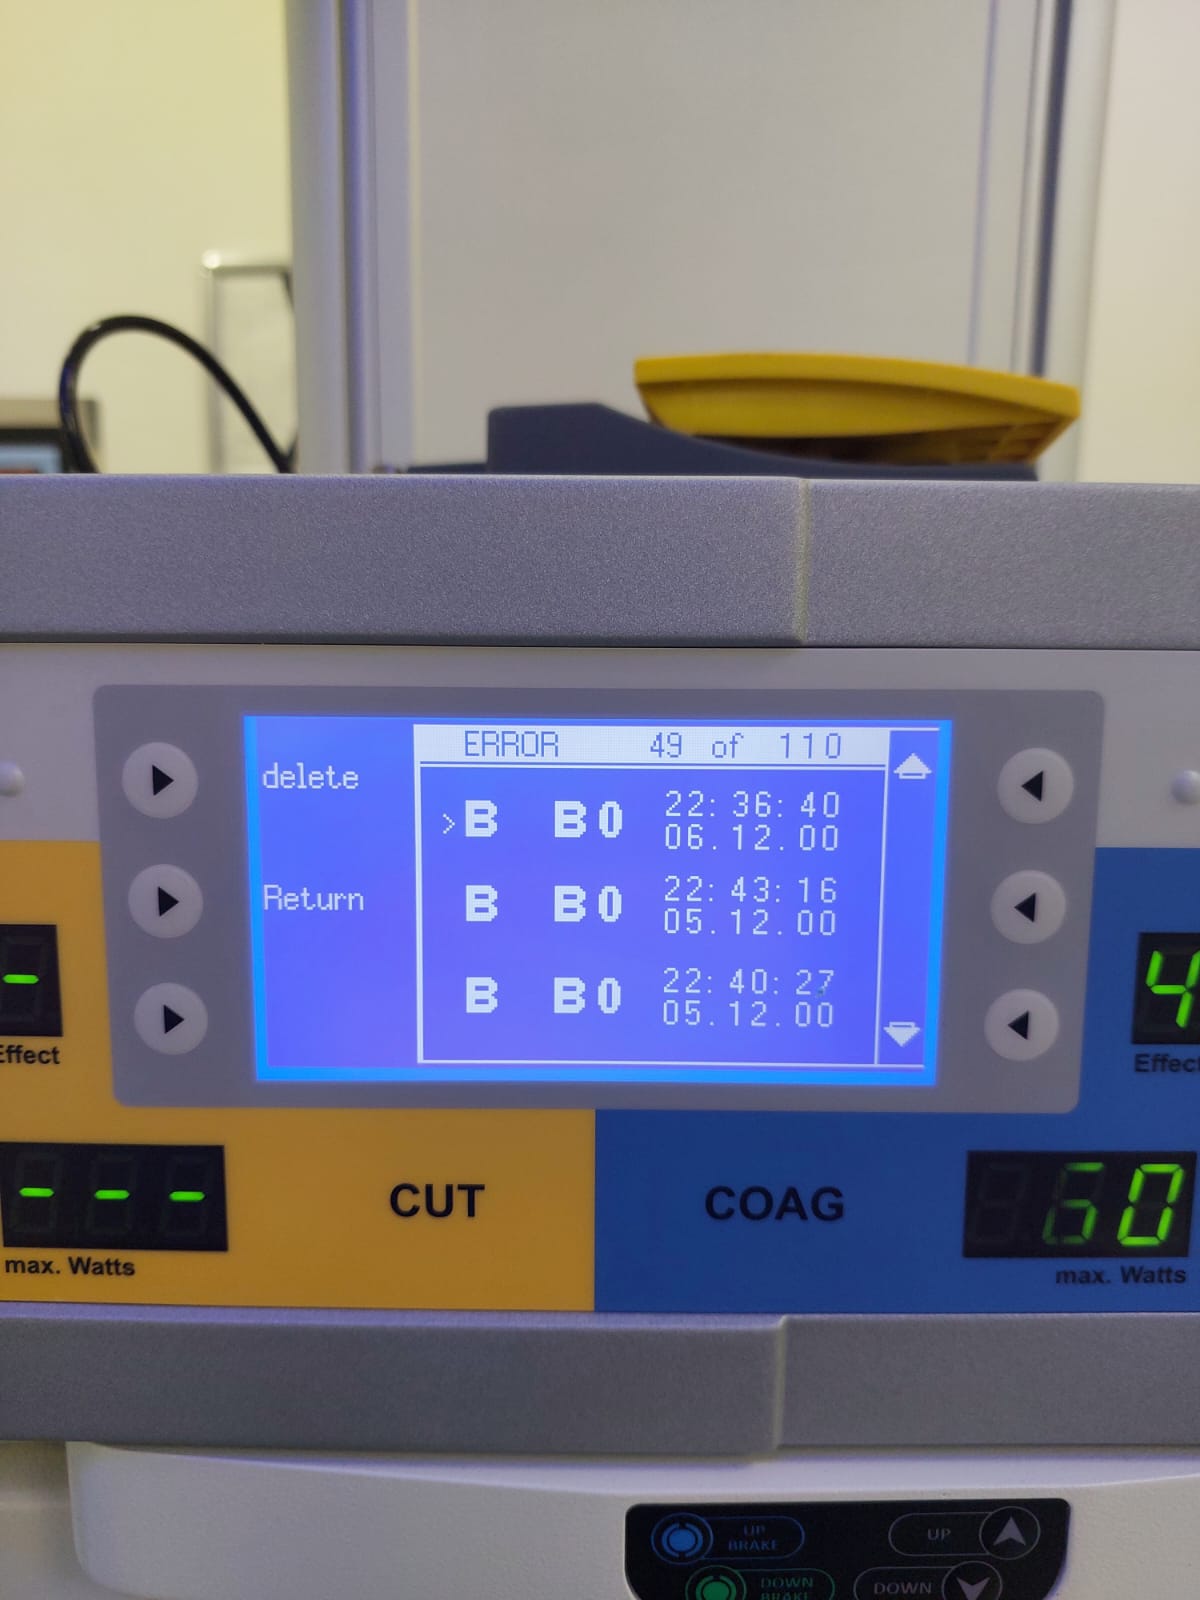 ERROR 49 of 110
delete
>B B0 22:36:40
06.12.00
B B0 22:43:16
05.12.00
Return
B B0 22:40:27
05.12.00
-
Effect
4
Effect
---
max. Watts
CUT
COAG
60
max. Watts
UP
BRAKE
UP
DOWN
BRAKE
DOWN